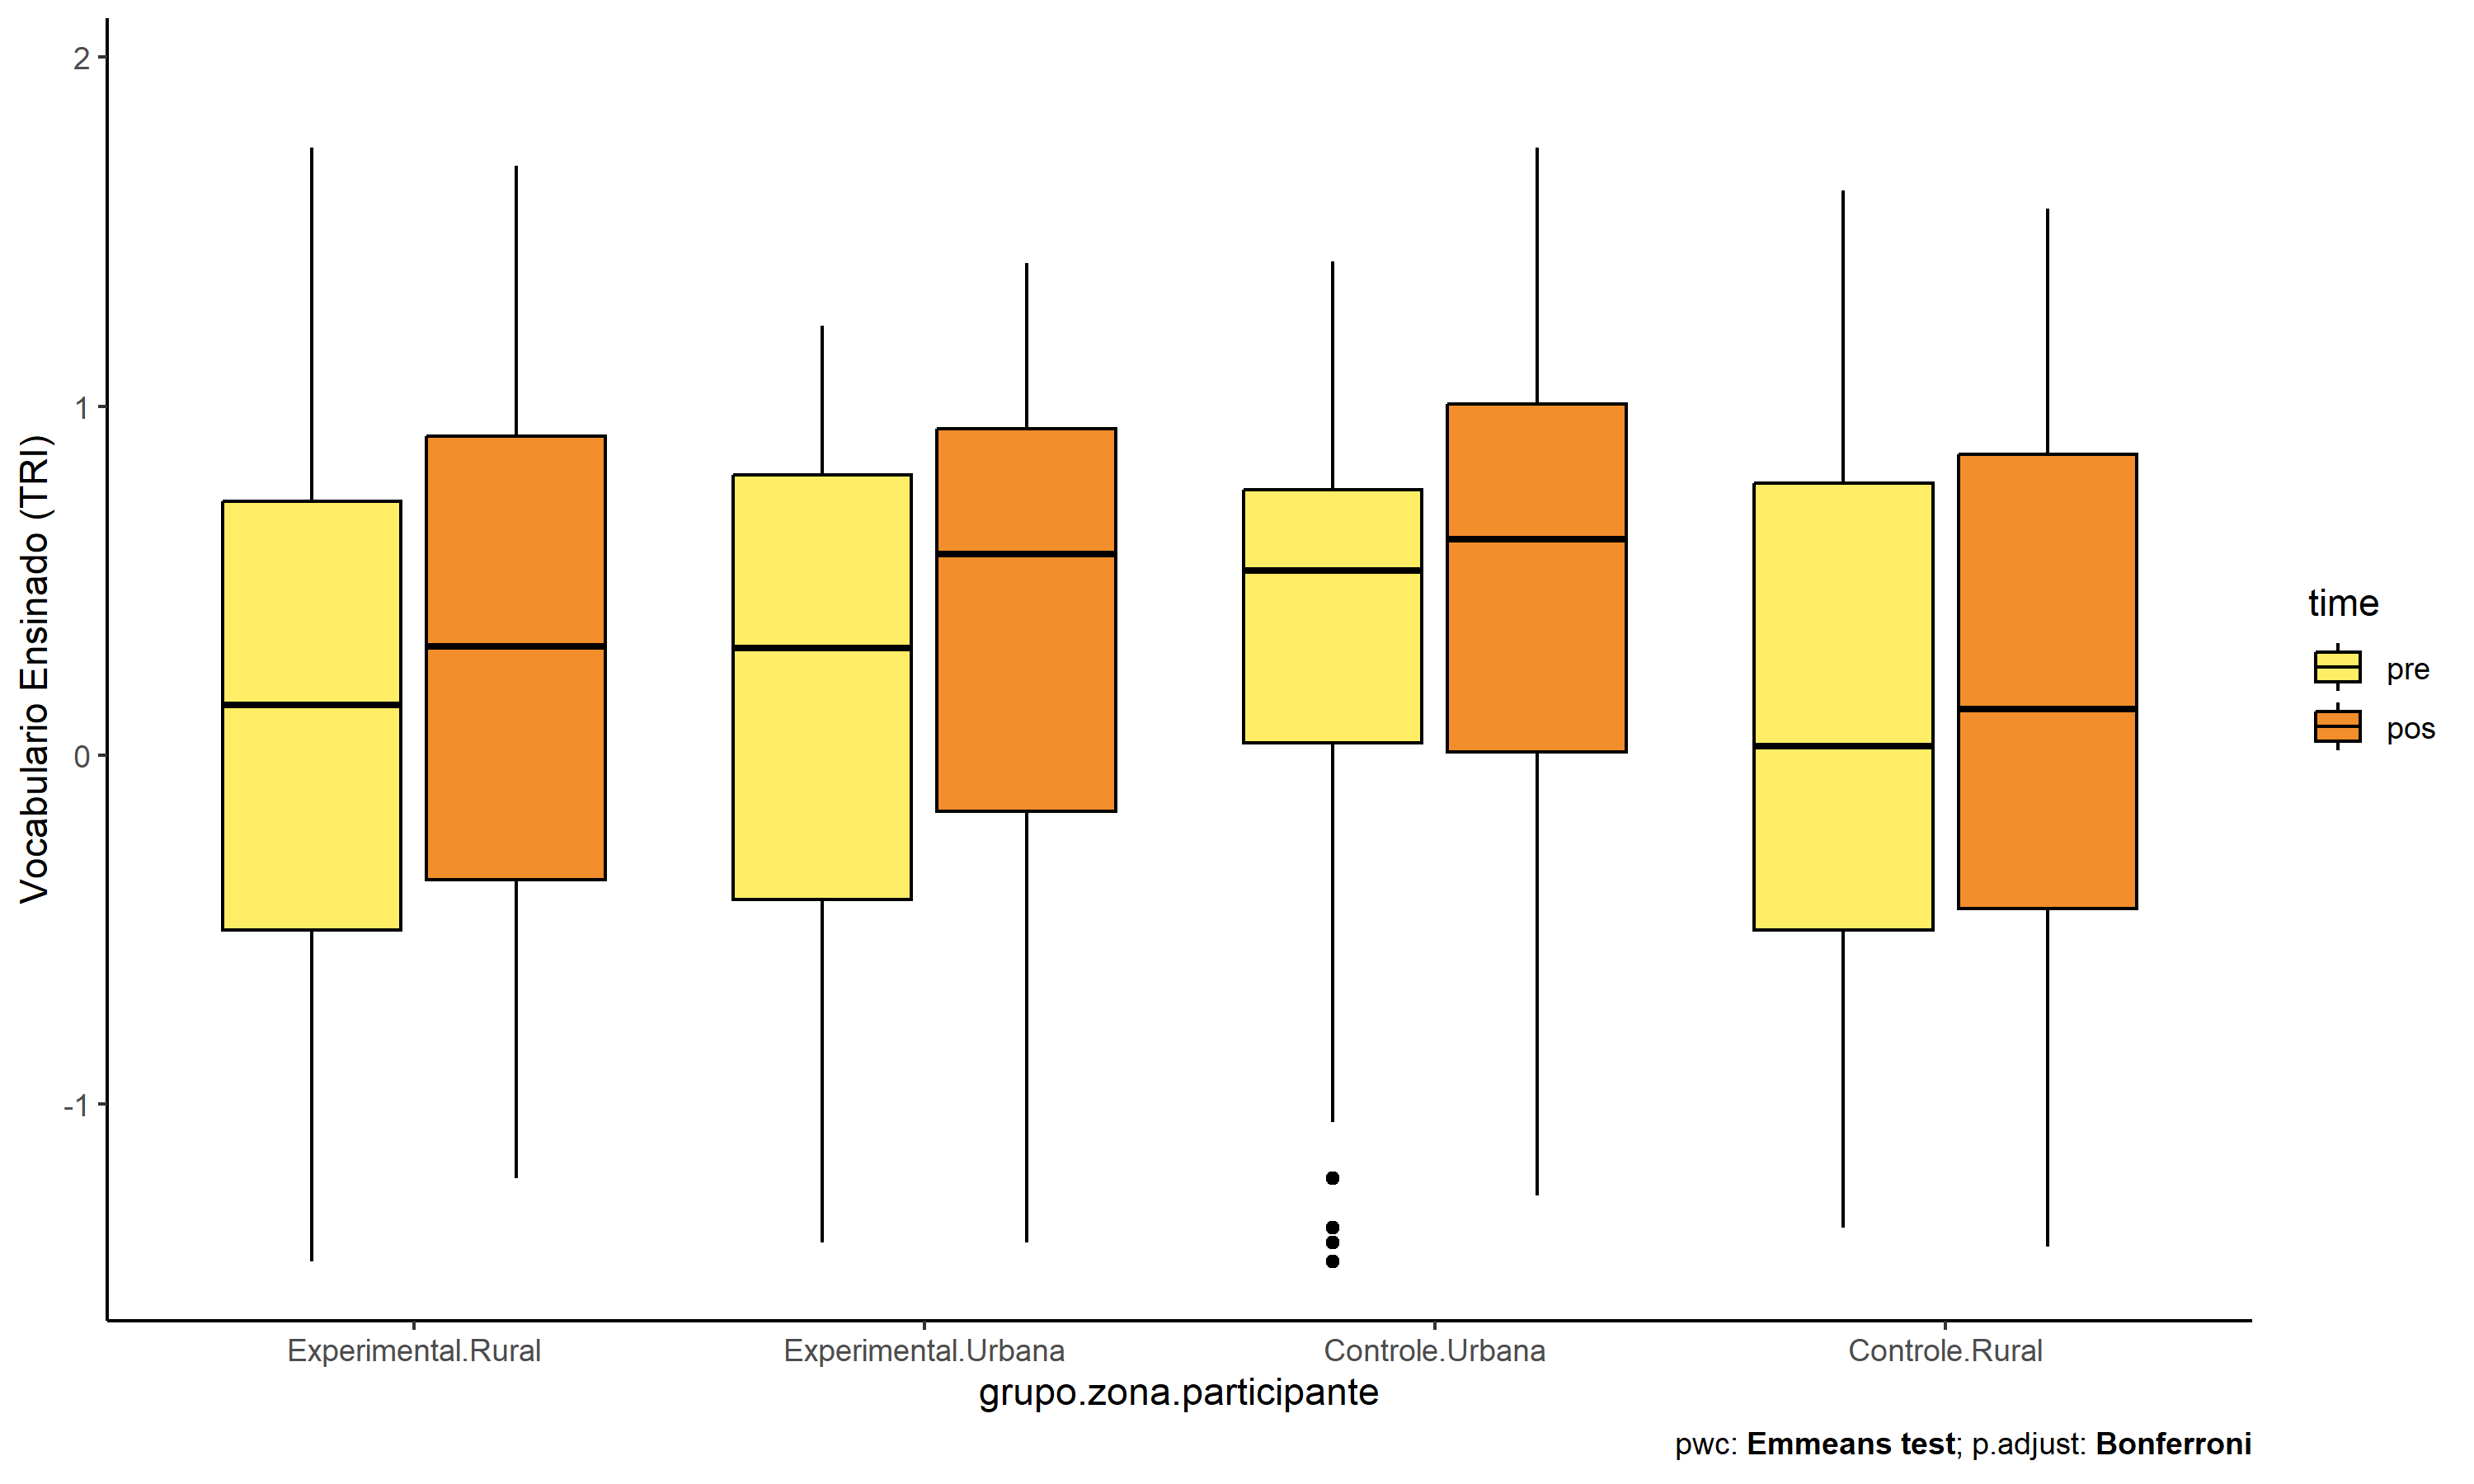 Vocabulario Ensinado (TRI)
2
1
0
-1
Experimental.Rural
Experimental.Urbana
Controle.Urbana
Controle.Rural
grupo.zona.participante
time
pre
pos
pwc: Emmeans test; p.adjust: Bonferroni